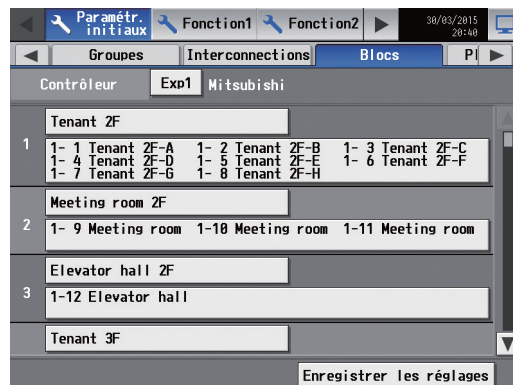 Paramétr. initiaux Fonction1 Fonction2 30/03/2015 20:40
Groupes Interconnections Blocs Pl
Contrôleur Exp1 Mitsubishi
Tenant 2F
1
1- 1 Tenant 2F-A 1- 2 Tenant 2F-B 1- 3 Tenant 2F-C
1- 4 Tenant 2F-D 1- 5 Tenant 2F-E 1- 6 Tenant 2F-F
1- 7 Tenant 2F-G 1- 8 Tenant 2F-H
Meeting room 2F
2
1- 9 Meeting room 1-10 Meeting room 1-11 Meeting room
Elevator hall 2F
3
1-12 Elevator hall
Tenant 3F
Enregistrer les réglages